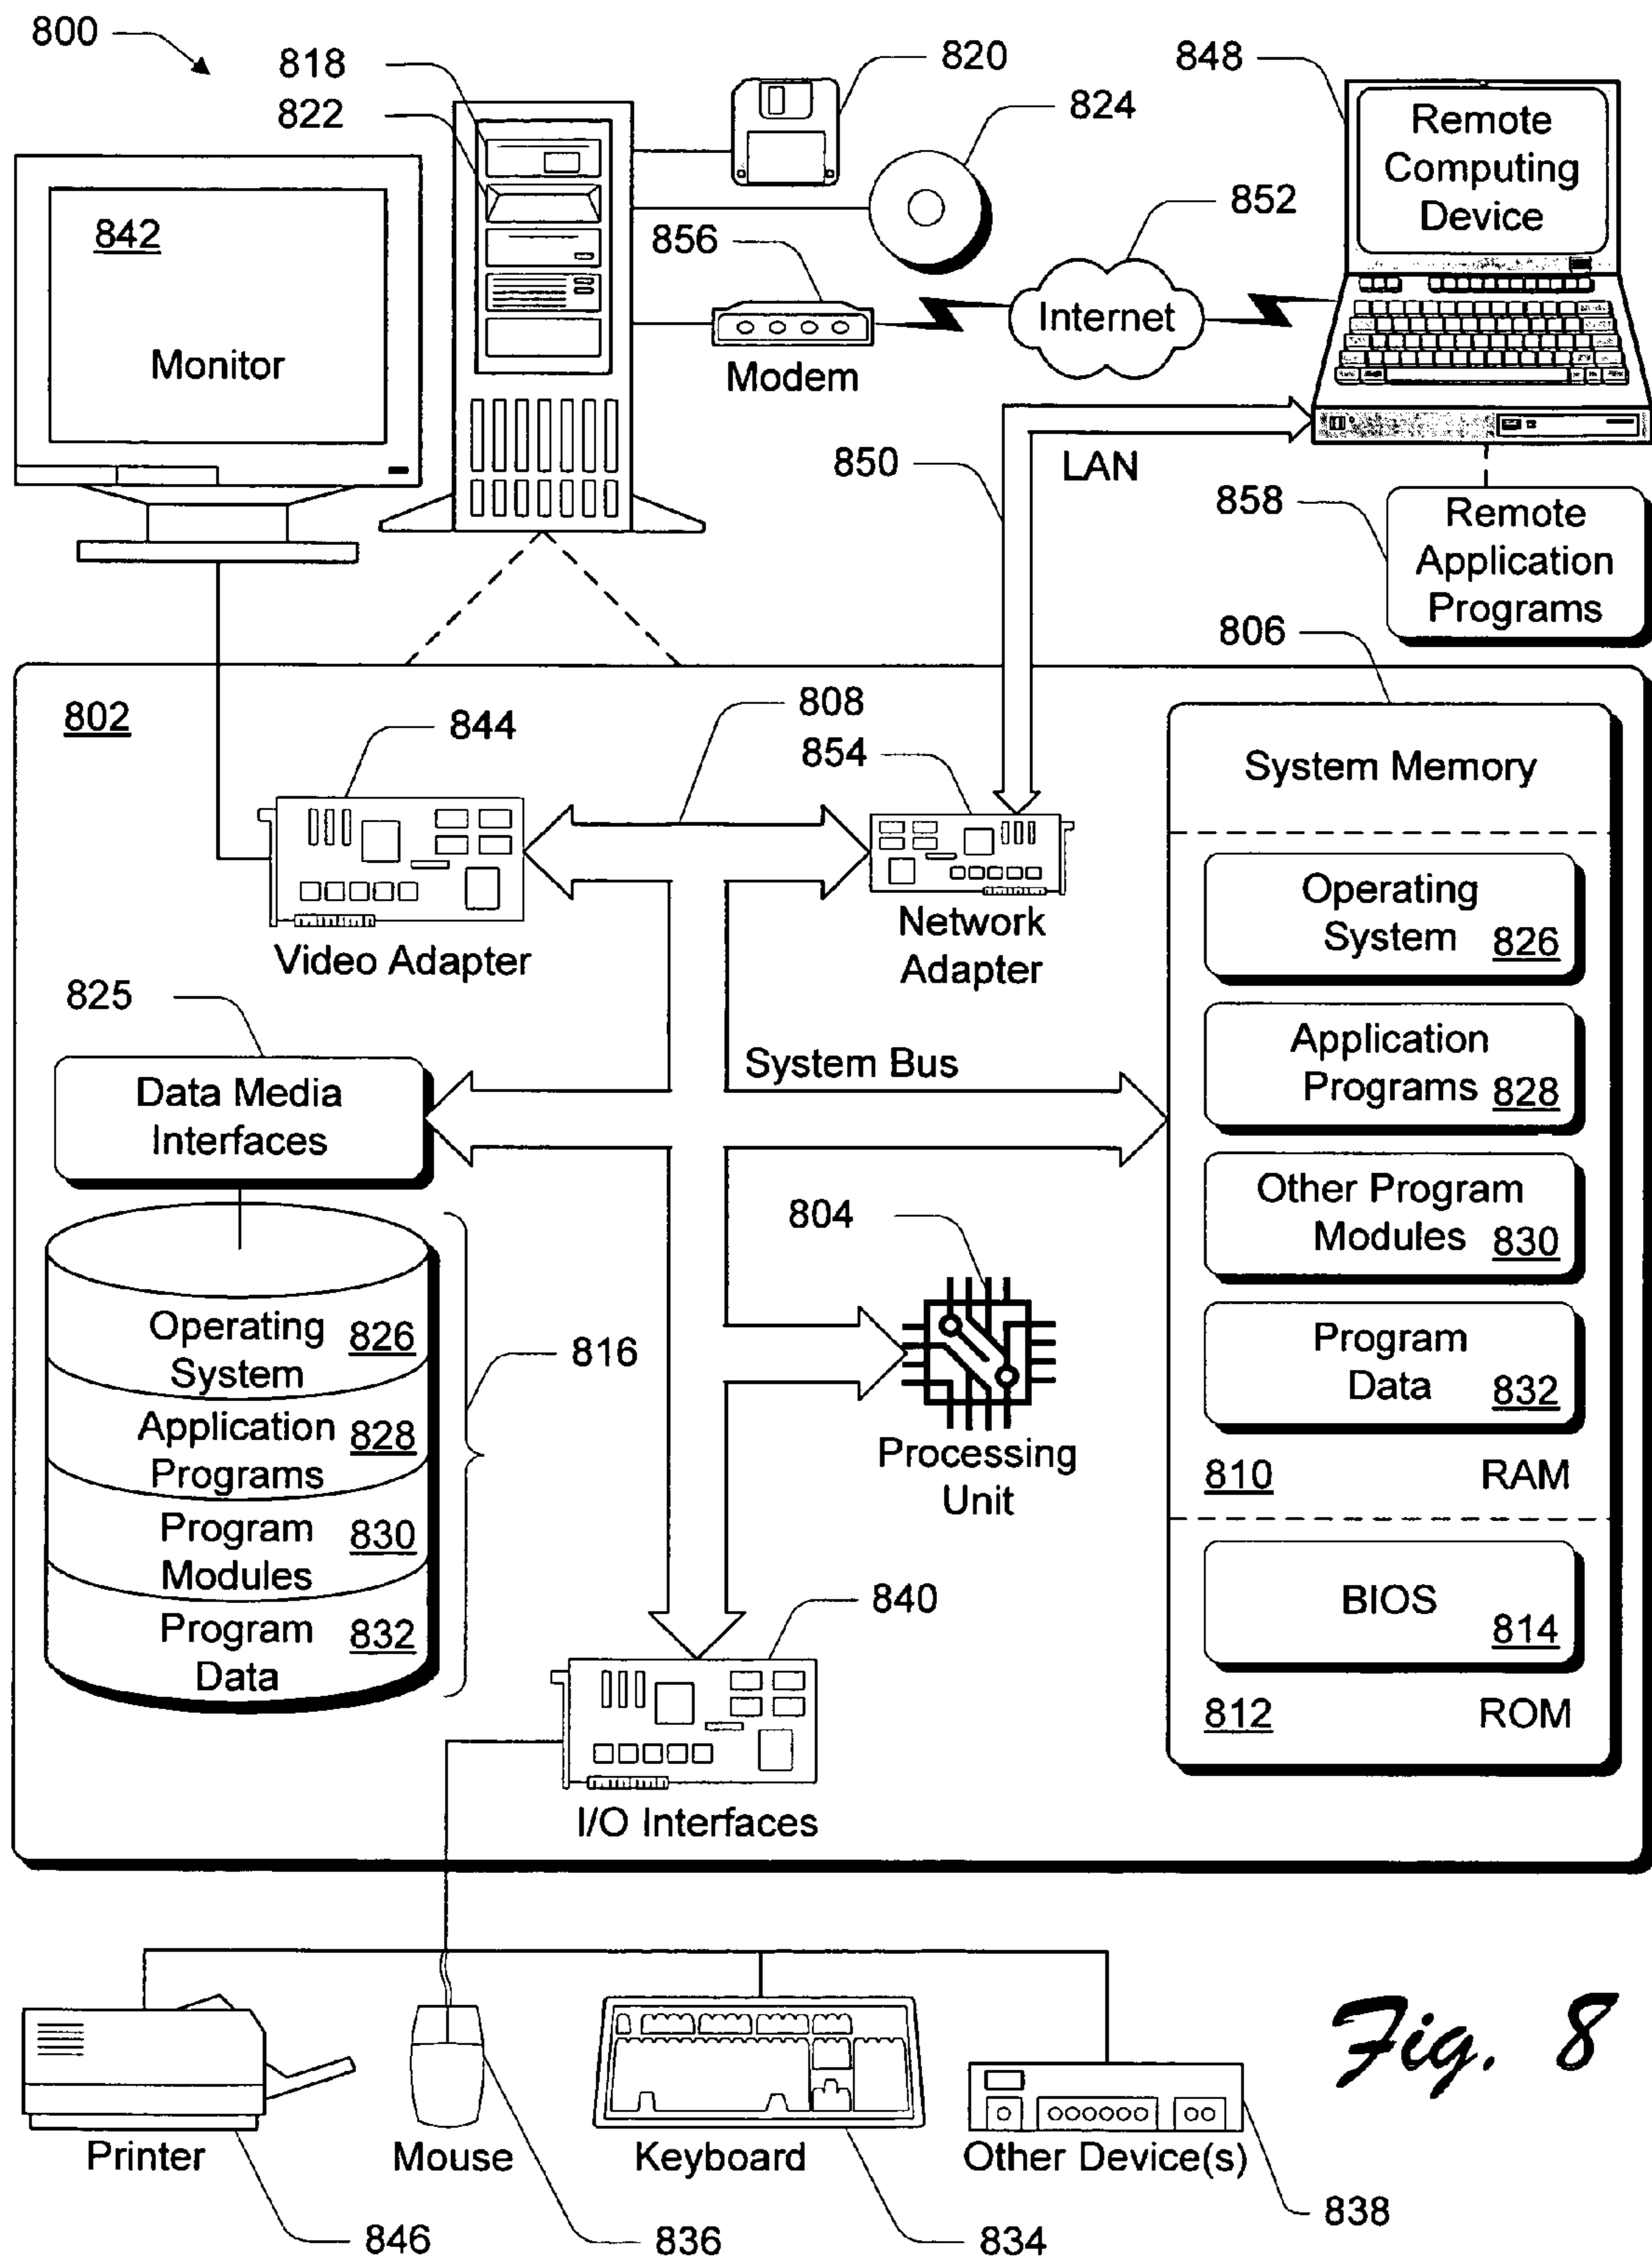 800
818
822
820
824
848
Remote
Computing
Device
842
Monitor
856
Modem
852
Internet
850
LAN
858
Remote
Application
Programs
806
802
844
808
854
Video Adapter
Network
Adapter
System Memory
Operating
System 826
Application
Programs 828
Other Program
Modules 830
Program
Data 832
810 RAM
BIOS
814
812 ROM
825
Data Media
Interfaces
System Bus
804
Processing
Unit
Operating
System 826
Application
Programs 828
Program
Modules 830
Program
Data 832
816
840
I/O Interfaces
Printer
Mouse
Keyboard
Other Device(s)
846
836
834
838
Fig. 8